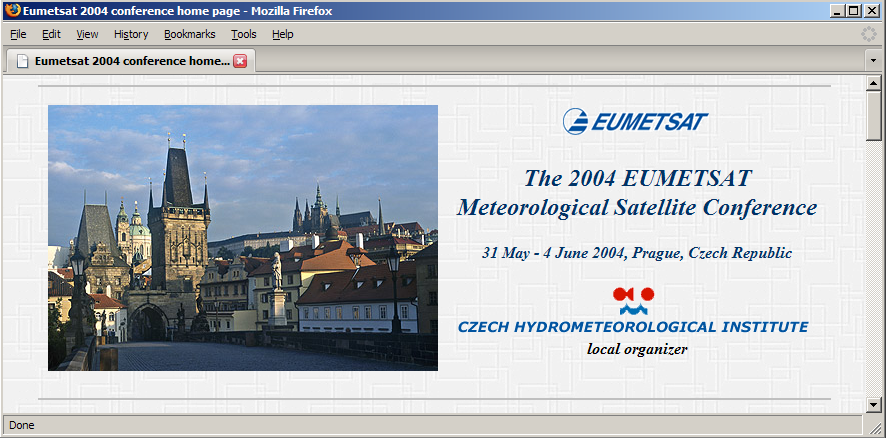 Eumetsat 2004 conference home page - Mozilla Firefox
File Edit View History Bookmarks Tools Help
Eumetsat 2004 conference home...
EUMETSAT
The 2004 EUMETSAT
Meteorological Satellite Conference
31 May - 4 June 2004, Prague, Czech Republic
CZECH HYDROMETEOROLOGICAL INSTITUTE
local organizer
Done